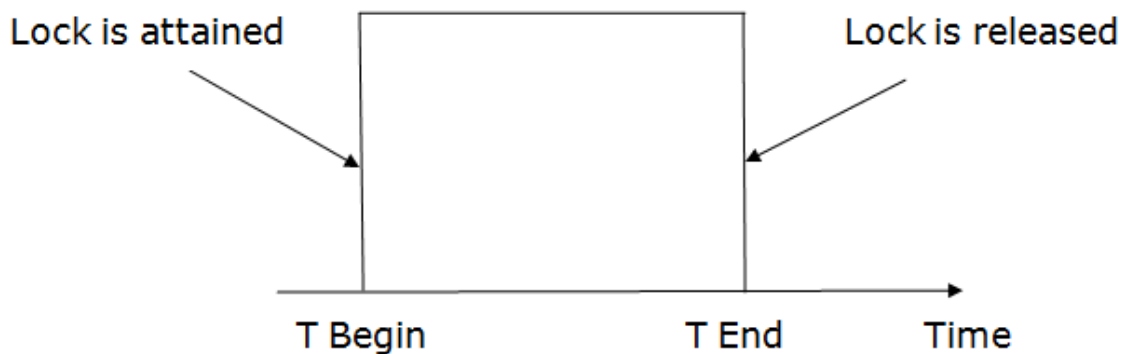 Lock is attained
Lock is released
T Begin
T End
Time